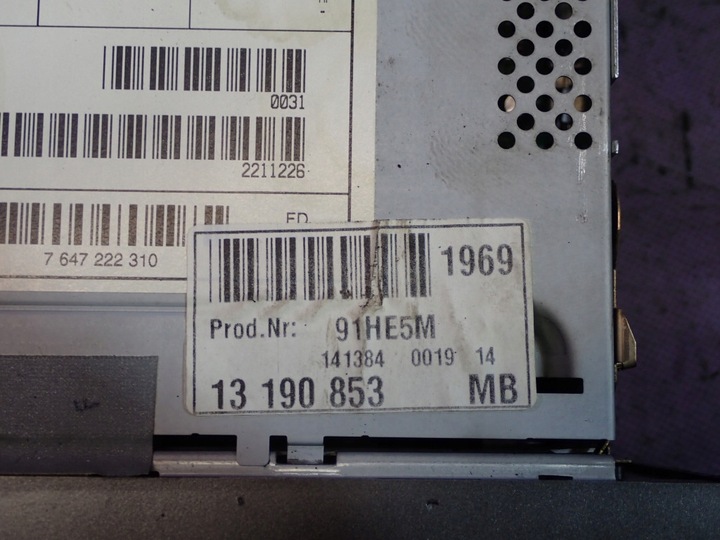 0031
2211226
ED
7 647 222 310
1969
Prod.Nr: 91HE5M
141384 0019 14
13 190 853 MB